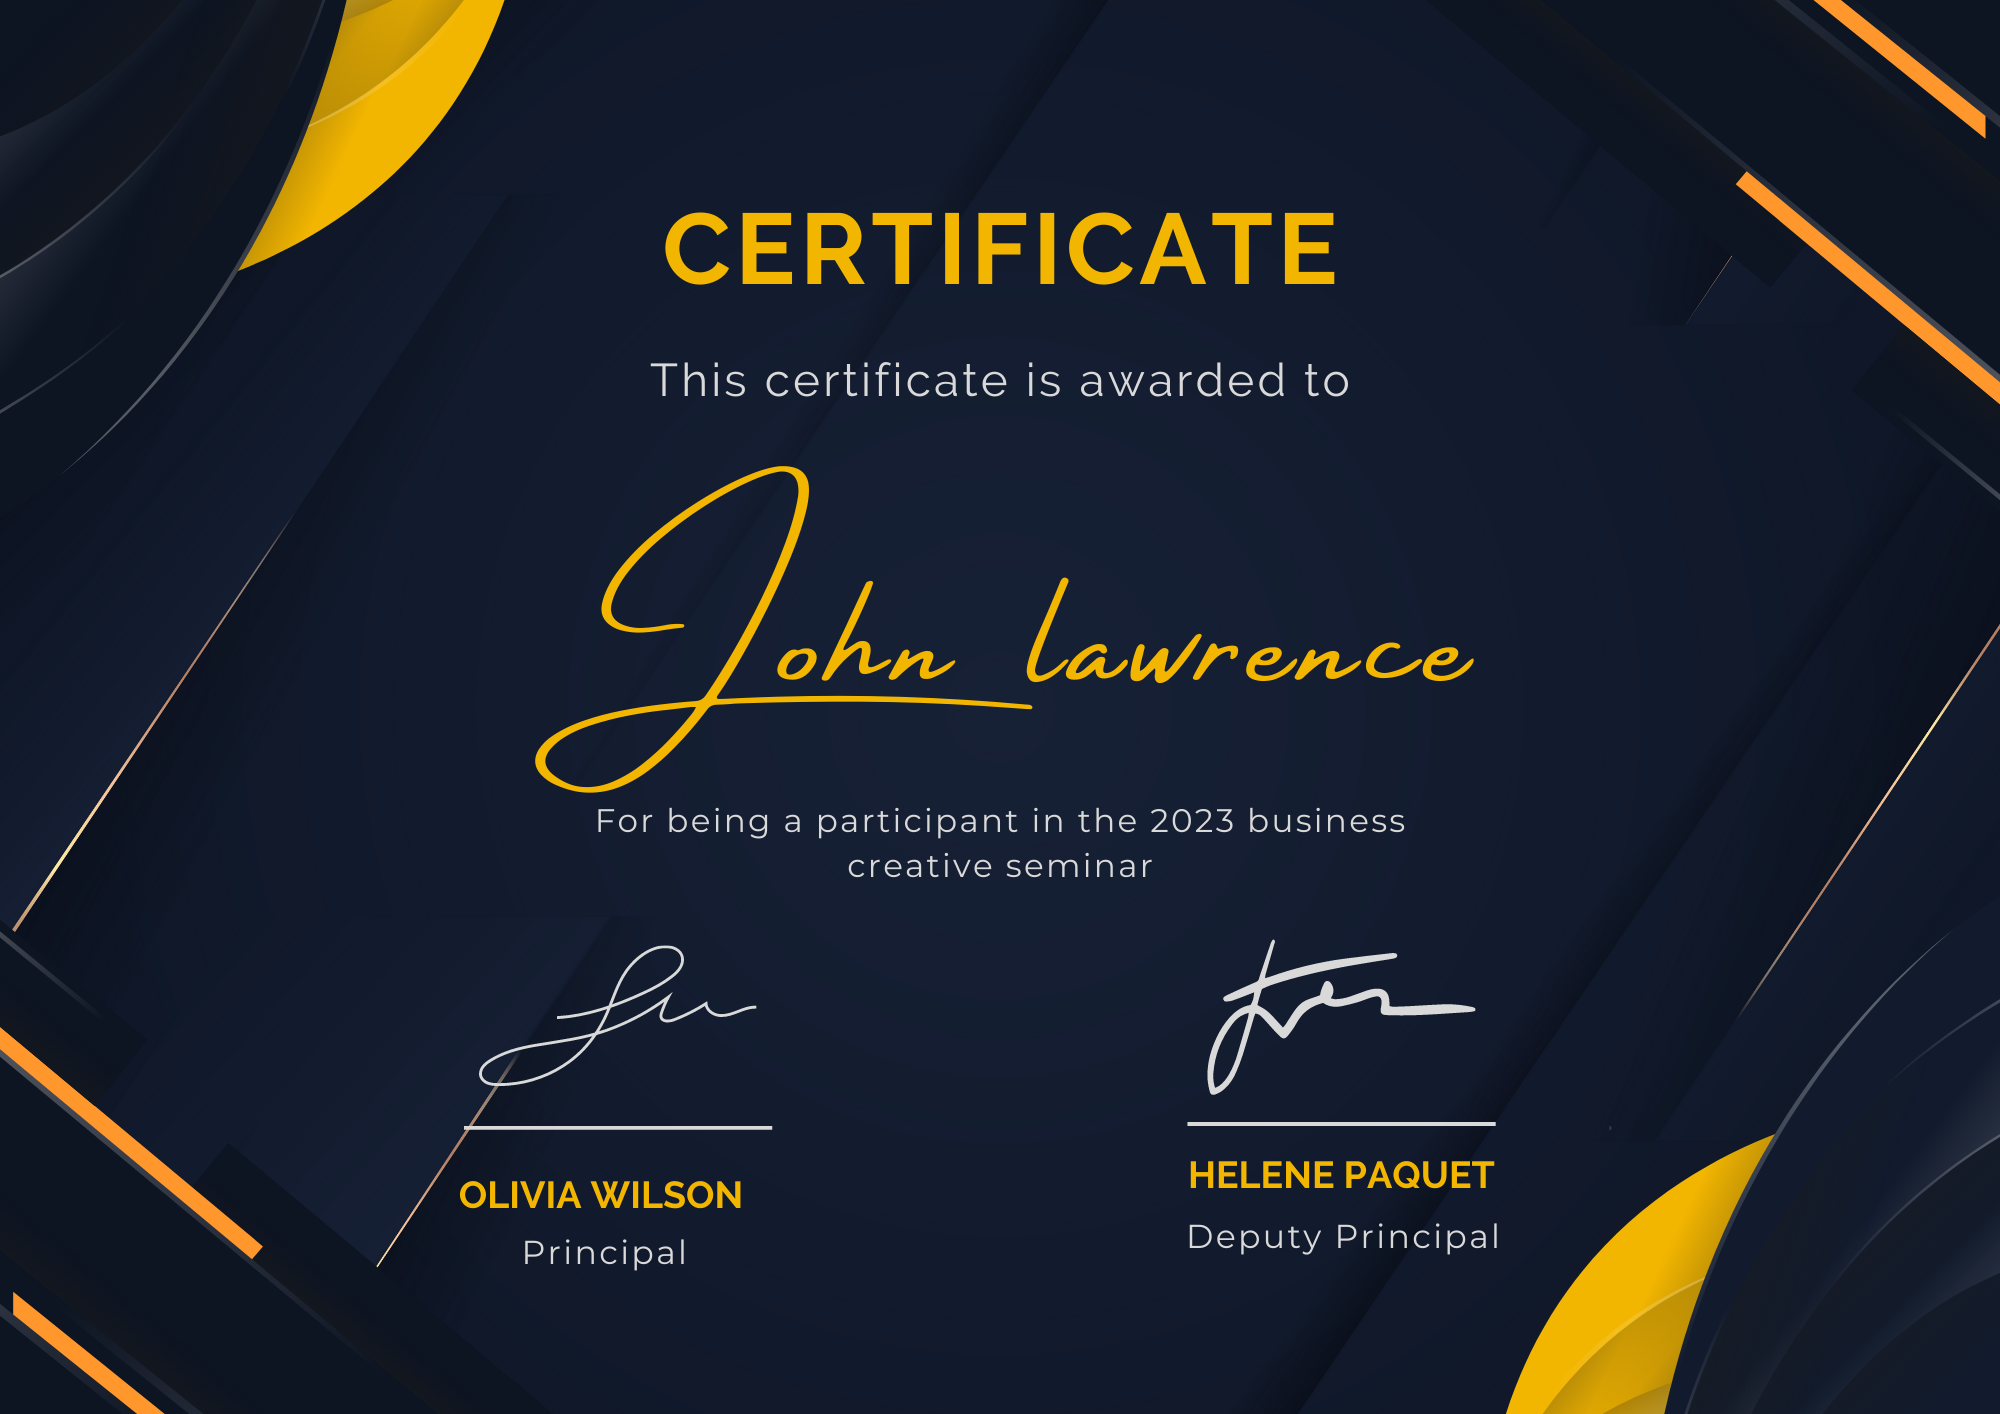 CERTIFICATE
This certificate is awarded to
John lawrence
For being a participant in the 2023 business
creative seminar
OLIVIA WILSON
Principal
HELENE PAQUET
Deputy Principal